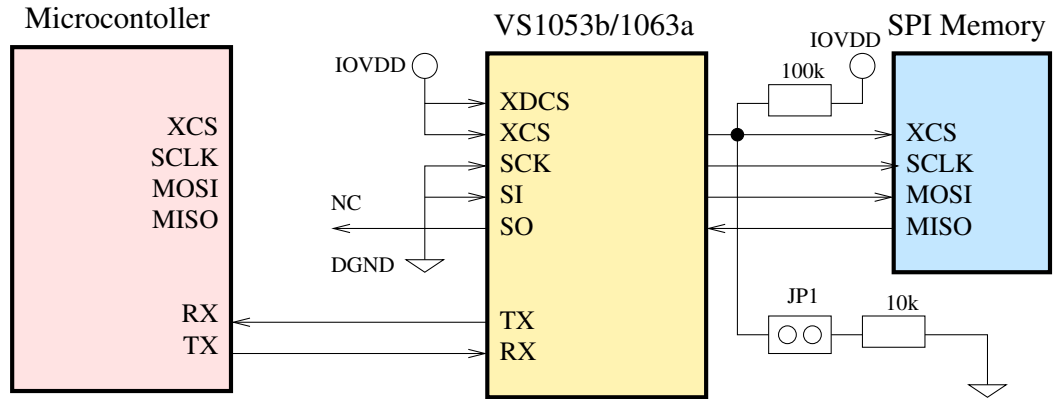 Microcontoller
VS1053b/1063a
SPI Memory
IOVDD
IOVDD
100k
XDCS
XCS
XCS
XCS
SCLK
SCK
SCLK
MOSI
SI
MOSI
MISO
NC
SO
MISO
DGND
JP1
10k
RX
TX
TX
RX